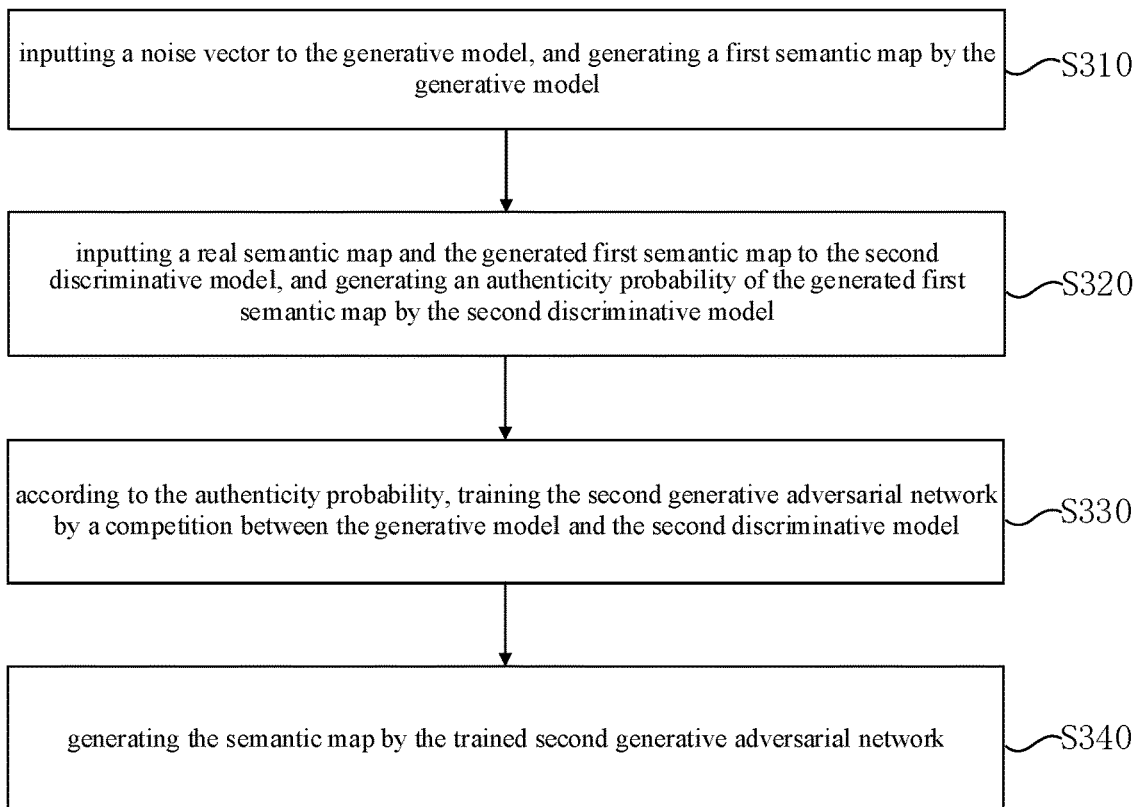 inputting a noise vector to the generative model, and generating a first semantic map by the
generative model
S310
inputting a real semantic map and the generated first semantic map to the second
discriminative model, and generating an authenticity probability of the generated first
semantic map by the second discriminative model
S320
according to the authenticity probability, training the second generative adversarial network
by a competition between the generative model and the second discriminative model
S330
generating the semantic map by the trained second generative adversarial network
S340